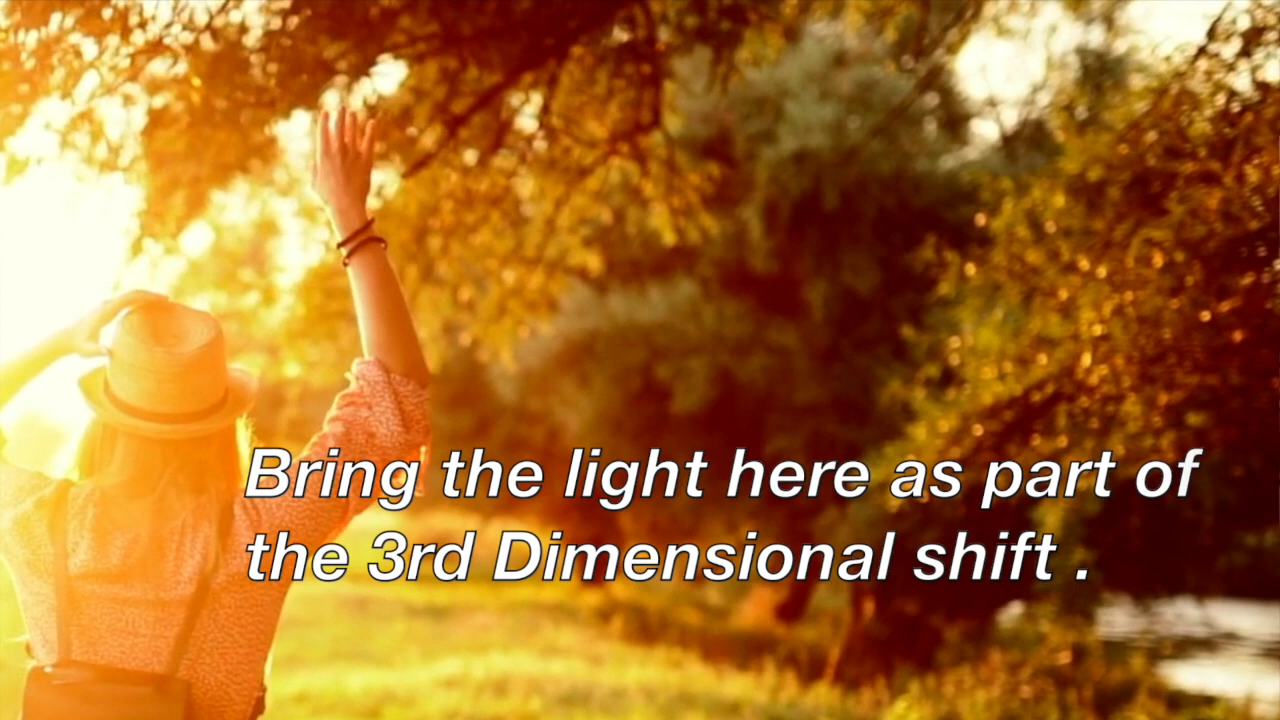 Bring the light here as part of
the 3rd Dimensional shift .